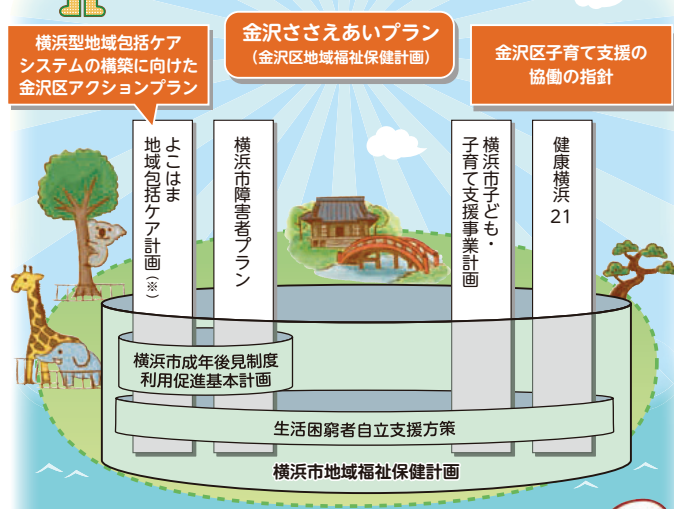 横浜型地域包括ケア
システムの構築に向けた
金沢区アクションプラン
金沢ささえあいプラン
（金沢区地域福祉保健計画）
金沢区子育て支援の
協働の指針
よこはま
地域包括ケア計画（※）
横浜市障害者プラン
横浜市子ども・
子育て支援事業計画
健康横浜
21
横浜市成年後見制度
利用促進基本計画
生活困窮者自立支援方策
横浜市地域福祉保健計画